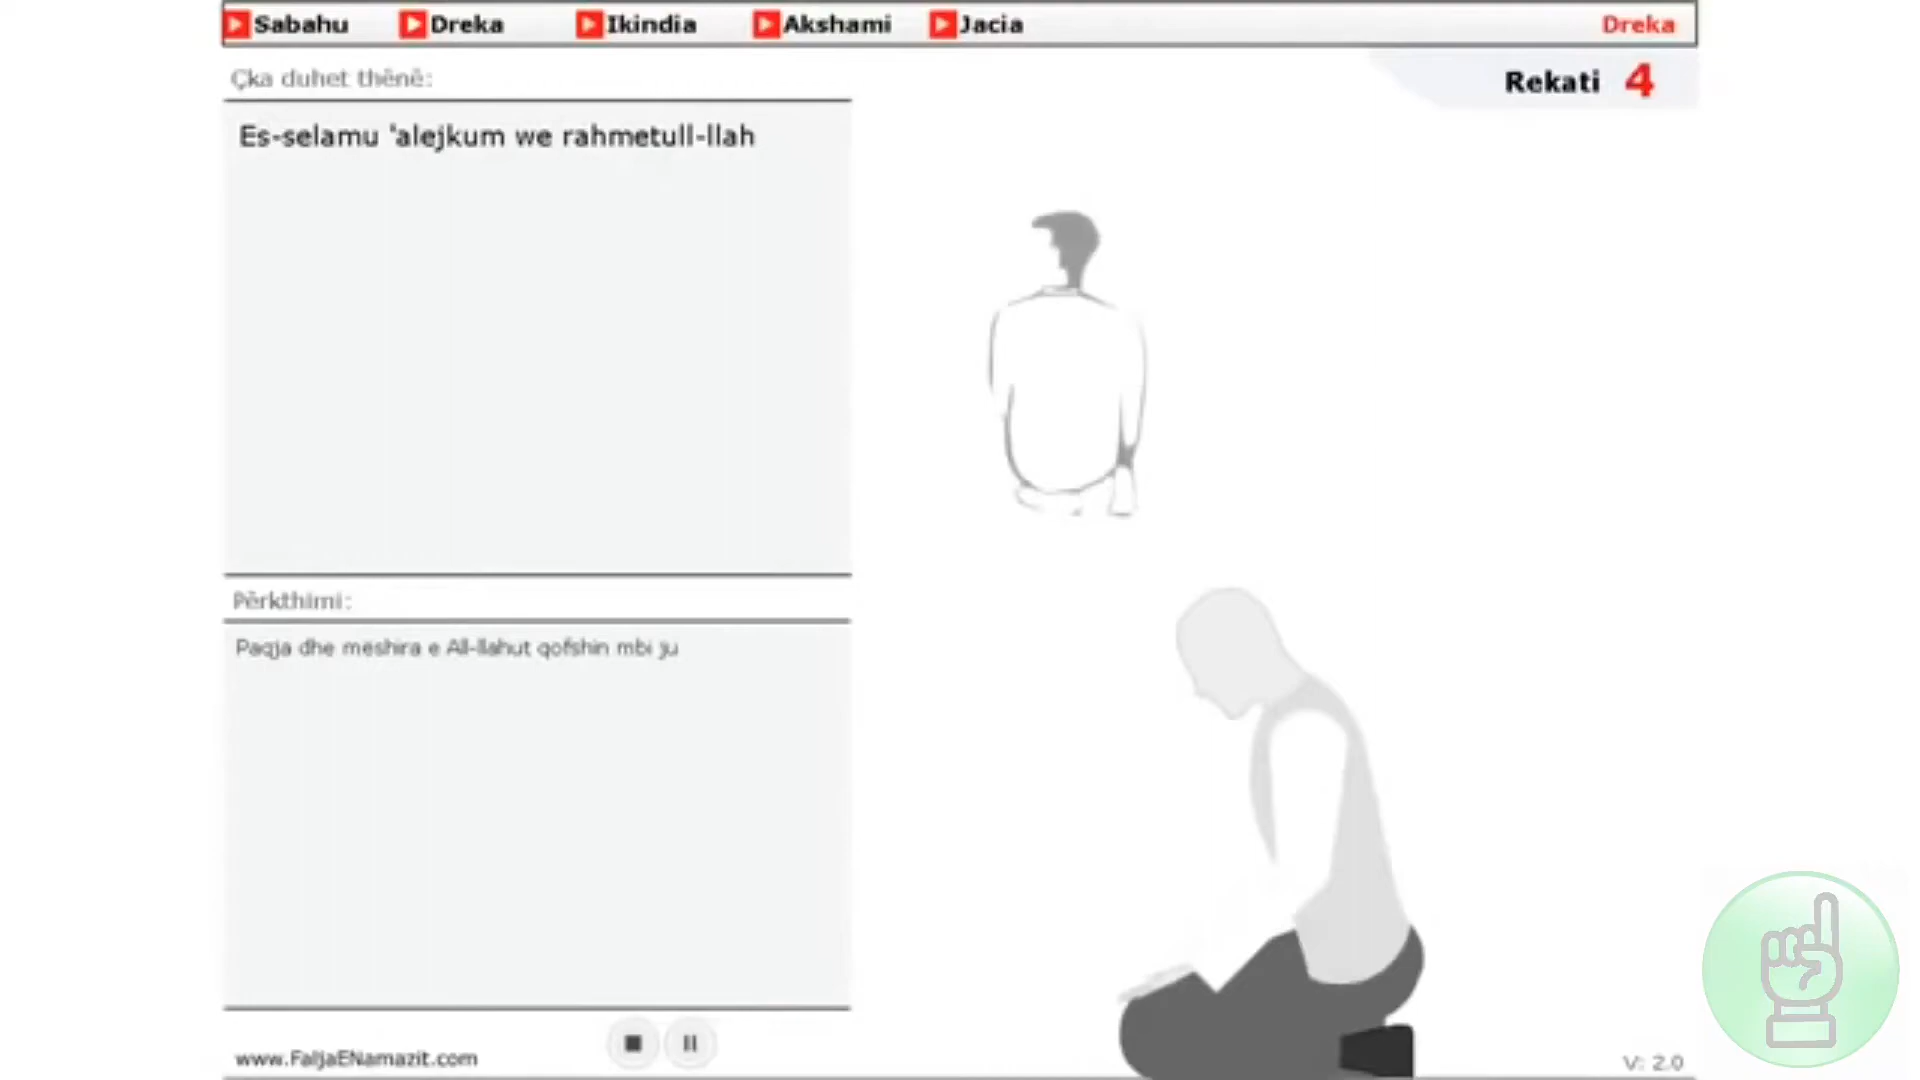 Sabahu Dreka Ikindia Akshami Jacia Dreka
Çka duhet thënë:
Rekati 4
Es-selamu 'alejkum we rahmetull-llah
Përkthimi:
Paqja dhe mëshira e All-llahut qofshin mbi ju
www.FaljaENamazit.com
V: 2.0